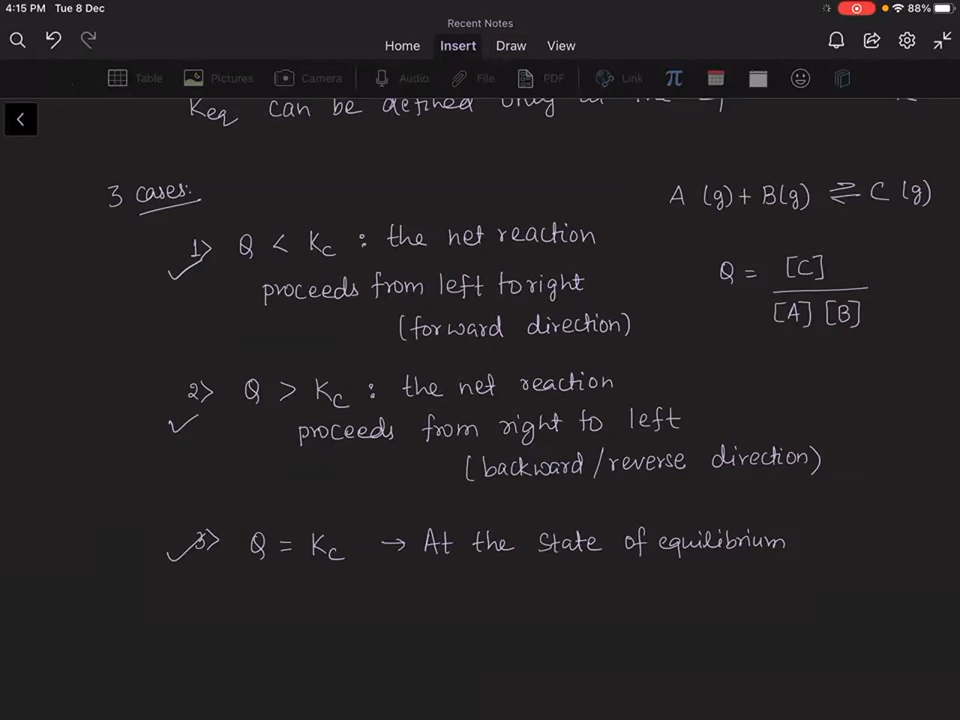 4:15 PM Tue 8 Dec
88%
Recent Notes
Home Insert Draw View
Table Pictures Camera Audio File PDF Link
Keq can be defined only at the
3 cases:
A (g) + B(g) ⇌ C (g)
1> Q < Kc : the net reaction
proceeds from left to right
(forward direction)
Q = [C]
[A] [B]
2> Q > Kc : the net reaction
proceeds from right to left
(backward/reverse direction)
3> Q = Kc → At the state of equilibrium